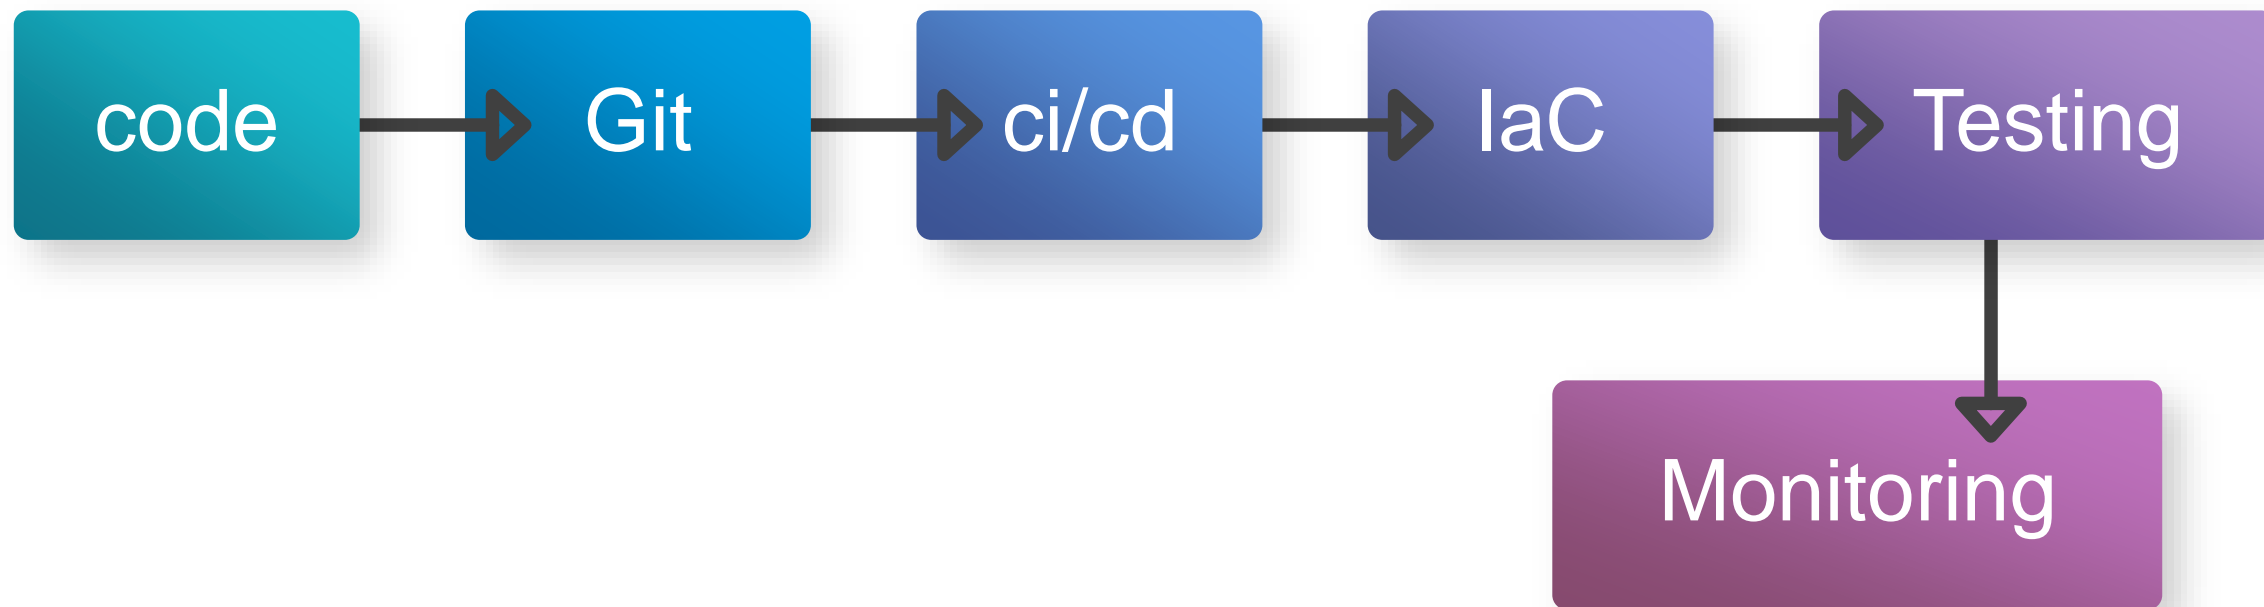 code
Git
ci/cd
IaC
Testing
Monitoring